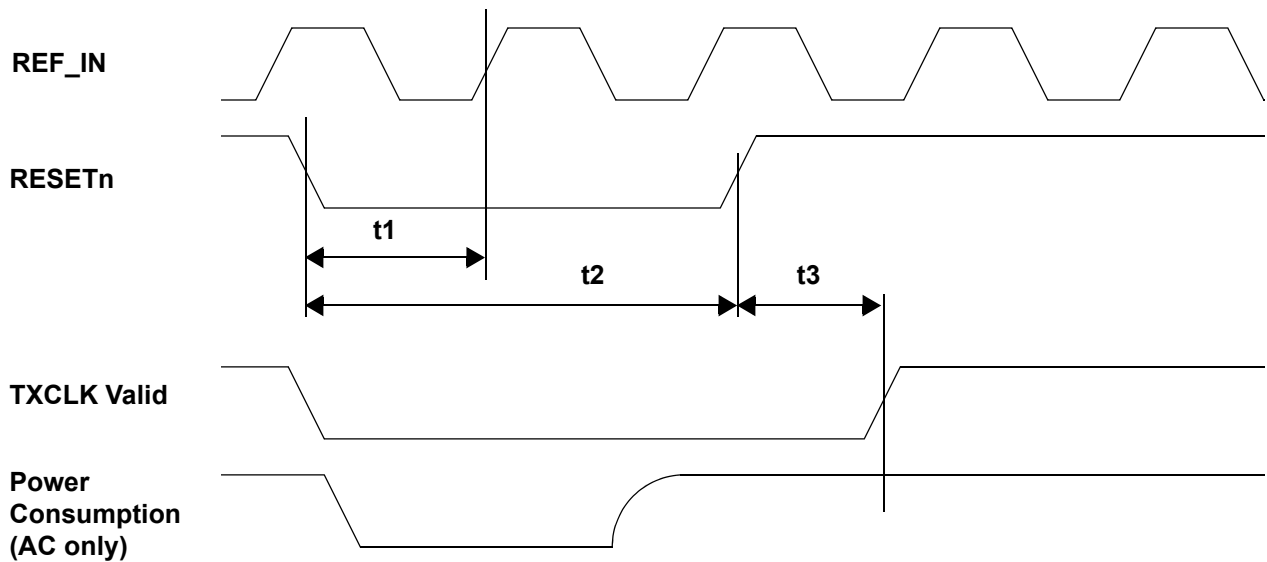 REF_IN
RESETn
t1
t2
t3
TXCLK Valid
Power
Consumption
(AC only)